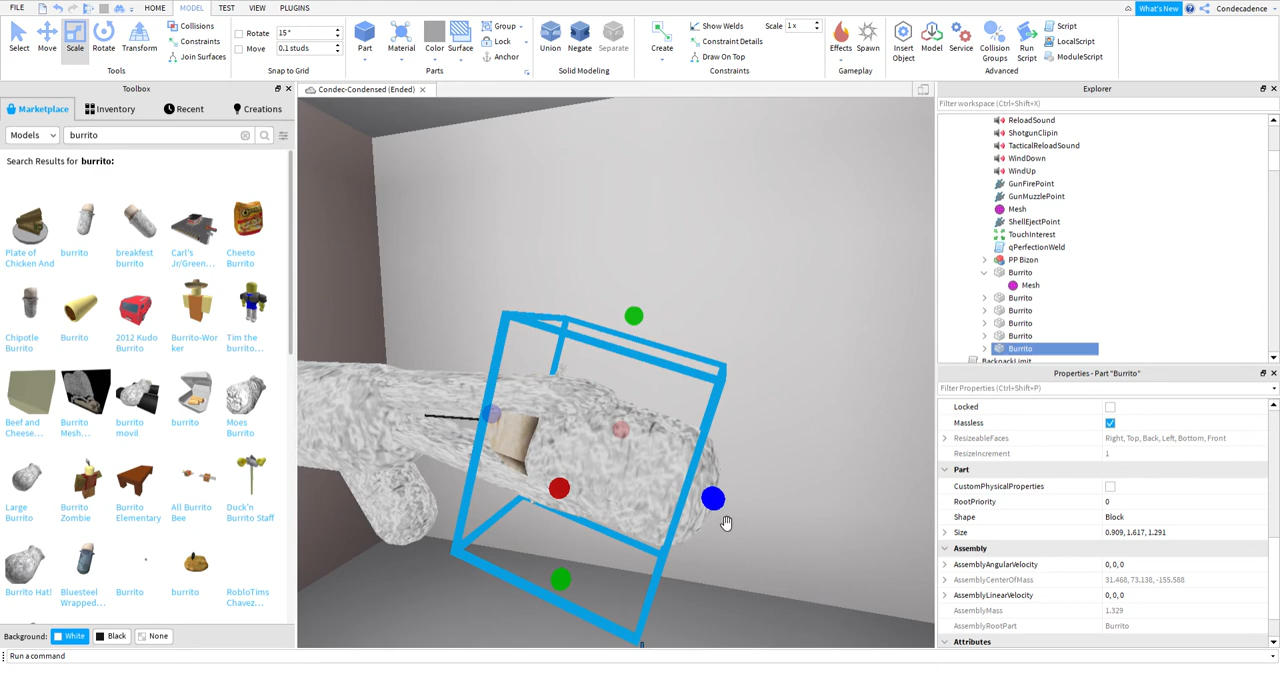 FILE HOME MODEL TEST VIEW PLUGINS What's New Condecadence
Select Move Scale Rotate Transform
Collisions
Constraints
Join Surfaces
Tools
Rotate 15°
Move 0.1 studs
Snap to Grid
Part Material Color Surface
Group
Lock
Anchor
Parts
Union Negate Separate
Solid Modeling
Create
Show Welds Scale 1 x
Constraint Details
Draw On Top
Constraints
Effects Spawn
Gameplay
Insert Object Model Service Collision Groups Run Script
Script
LocalScript
ModuleScript
Advanced
Toolbox
Marketplace Inventory Recent Creations
Models burrito
Search Results for burrito:
Plate of Chicken And
burrito
breakfest burrito
Carl's Jr/Green...
Cheeto Burrito
Chipotle Burrito
Burrito
2012 Kudo Burrito
Burrito-Worker
Tim the burrito...
Beef and Cheese...
Burrito Mesh...
burrito movil
burrito
Moes Burrito
Large Burrito
Burrito Zombie
Burrito Elementary
All Burrito Bee
Duck'n Burrito Staff
Burrito Hat!
Bluesteel Wrapped...
Burrito
burrito
RobloTims Chavez...
Background: White Black None
Run a command
Condec-Condensed (Ended)
Explorer
Filter workspace (Ctrl+Shift+X)
ReloadSound
ShotgunClipin
TacticalReloadSound
WindDown
WindUp
GunFirePoint
GunMuzzlePoint
Mesh
ShellEjectPoint
TouchInterest
qPerfectionWeld
PP Bizon
Burrito
Mesh
Burrito
Burrito
Burrito
Burrito
Burrito
BackpackLimit
Properties - Part "Burrito"
Filter Properties (Ctrl+Shift+P)
Locked
Massless
ResizeableFaces Right, Top, Back, Left, Bottom, Front
ResizeIncrement 1
Part
CustomPhysicalProperties
RootPriority 0
Shape Block
Size 0.909, 1.617, 1.291
Assembly
AssemblyAngularVelocity 0, 0, 0
AssemblyCenterOfMass 31.468, 73.138, -155.588
AssemblyLinearVelocity 0, 0, 0
AssemblyMass 1.329
AssemblyRootPart Burrito
Attributes